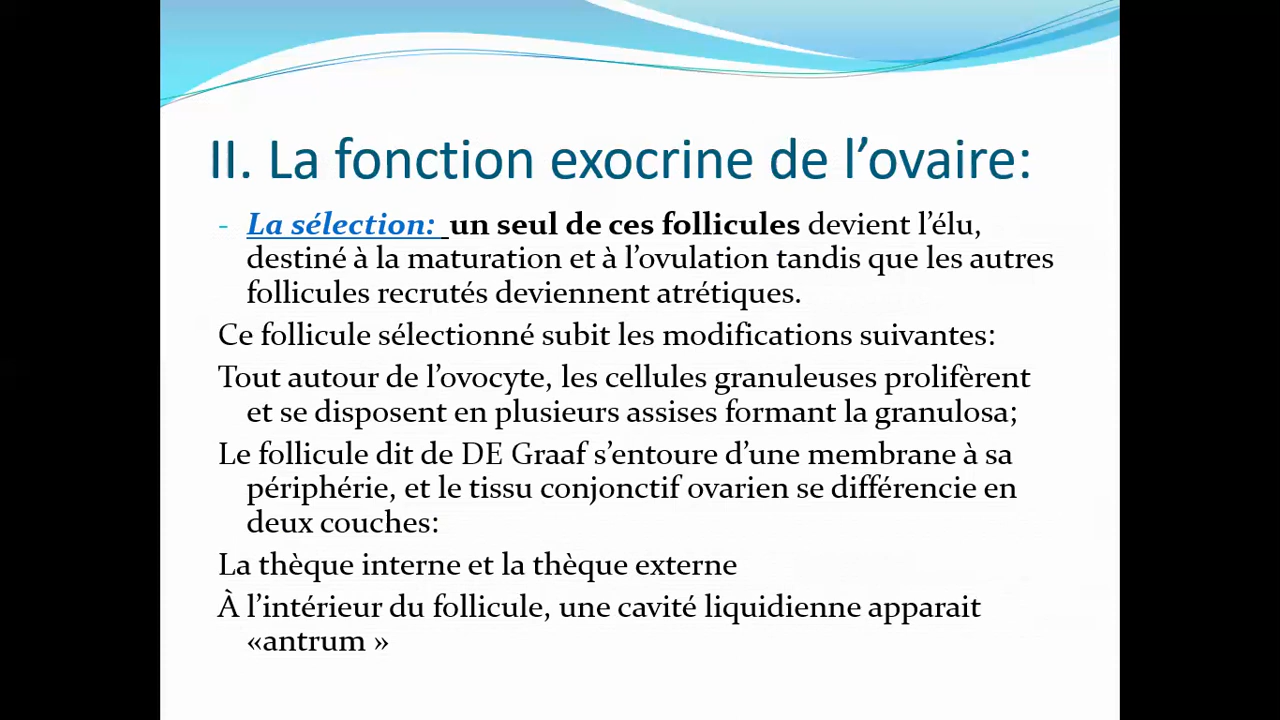 II. La fonction exocrine de l’ovaire:
- La sélection: un seul de ces follicules devient l’élu,
destiné à la maturation et à l’ovulation tandis que les autres
follicules recrutés deviennent atrétiques.
Ce follicule sélectionné subit les modifications suivantes:
Tout autour de l’ovocyte, les cellules granuleuses prolifèrent
et se disposent en plusieurs assises formant la granulosa;
Le follicule dit de DE Graaf s’entoure d’une membrane à sa
périphérie, et le tissu conjonctif ovarien se différencie en
deux couches:
La thèque interne et la thèque externe
À l’intérieur du follicule, une cavité liquidienne apparait
«antrum »